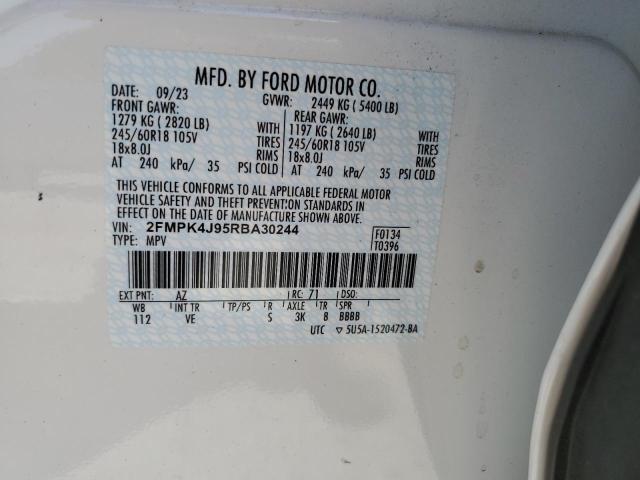 MFD. BY FORD MOTOR CO.
DATE: 09/23 GVWR: 2449 KG ( 5400 LB)
FRONT GAWR: REAR GAWR:
1279 KG ( 2820 LB) WITH 1197 KG ( 2640 LB) WITH
245/60R18 105V TIRES 245/60R18 105V TIRES
18x8.0J RIMS 18x8.0J RIMS
AT 240 kPa/ 35 PSI COLD AT 240 kPa/ 35 PSI COLD
THIS VEHICLE CONFORMS TO ALL APPLICABLE FEDERAL MOTOR
VEHICLE SAFETY AND THEFT PREVENTION STANDARDS IN
EFFECT ON THE DATE OF MANUFACTURE SHOWN ABOVE.
VIN: 2FMPK4J95RBA30244 F0134
TYPE: MPV T0396
EXT PNT: AZ RC: 71 DSO:
WB INT TR TP/PS R AXLE TR SPR
112 VE S 3K 8 BBBB
UTC ▽ 5U5A-1520472-BA